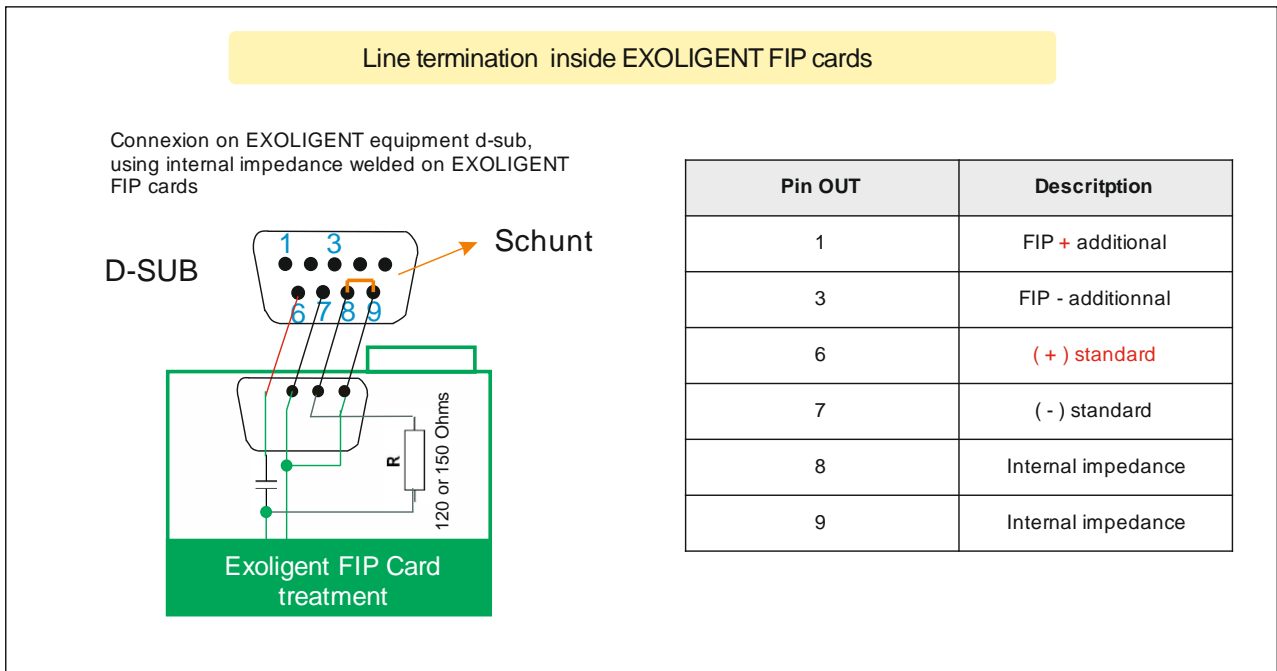 Line termination inside EXOLIGENT FIP cards
Connexion on EXOLIGENT equipment d-sub,
using internal impedance welded on EXOLIGENT
FIP cards
D-SUB
1 3
Schunt
6 7 8 9
R
120 or 150 Ohms
Exoligent FIP Card
treatment
Pin OUT Descritption
1 FIP + additional
3 FIP - additionnal
6 ( + ) standard
7 ( - ) standard
8 Internal impedance
9 Internal impedance